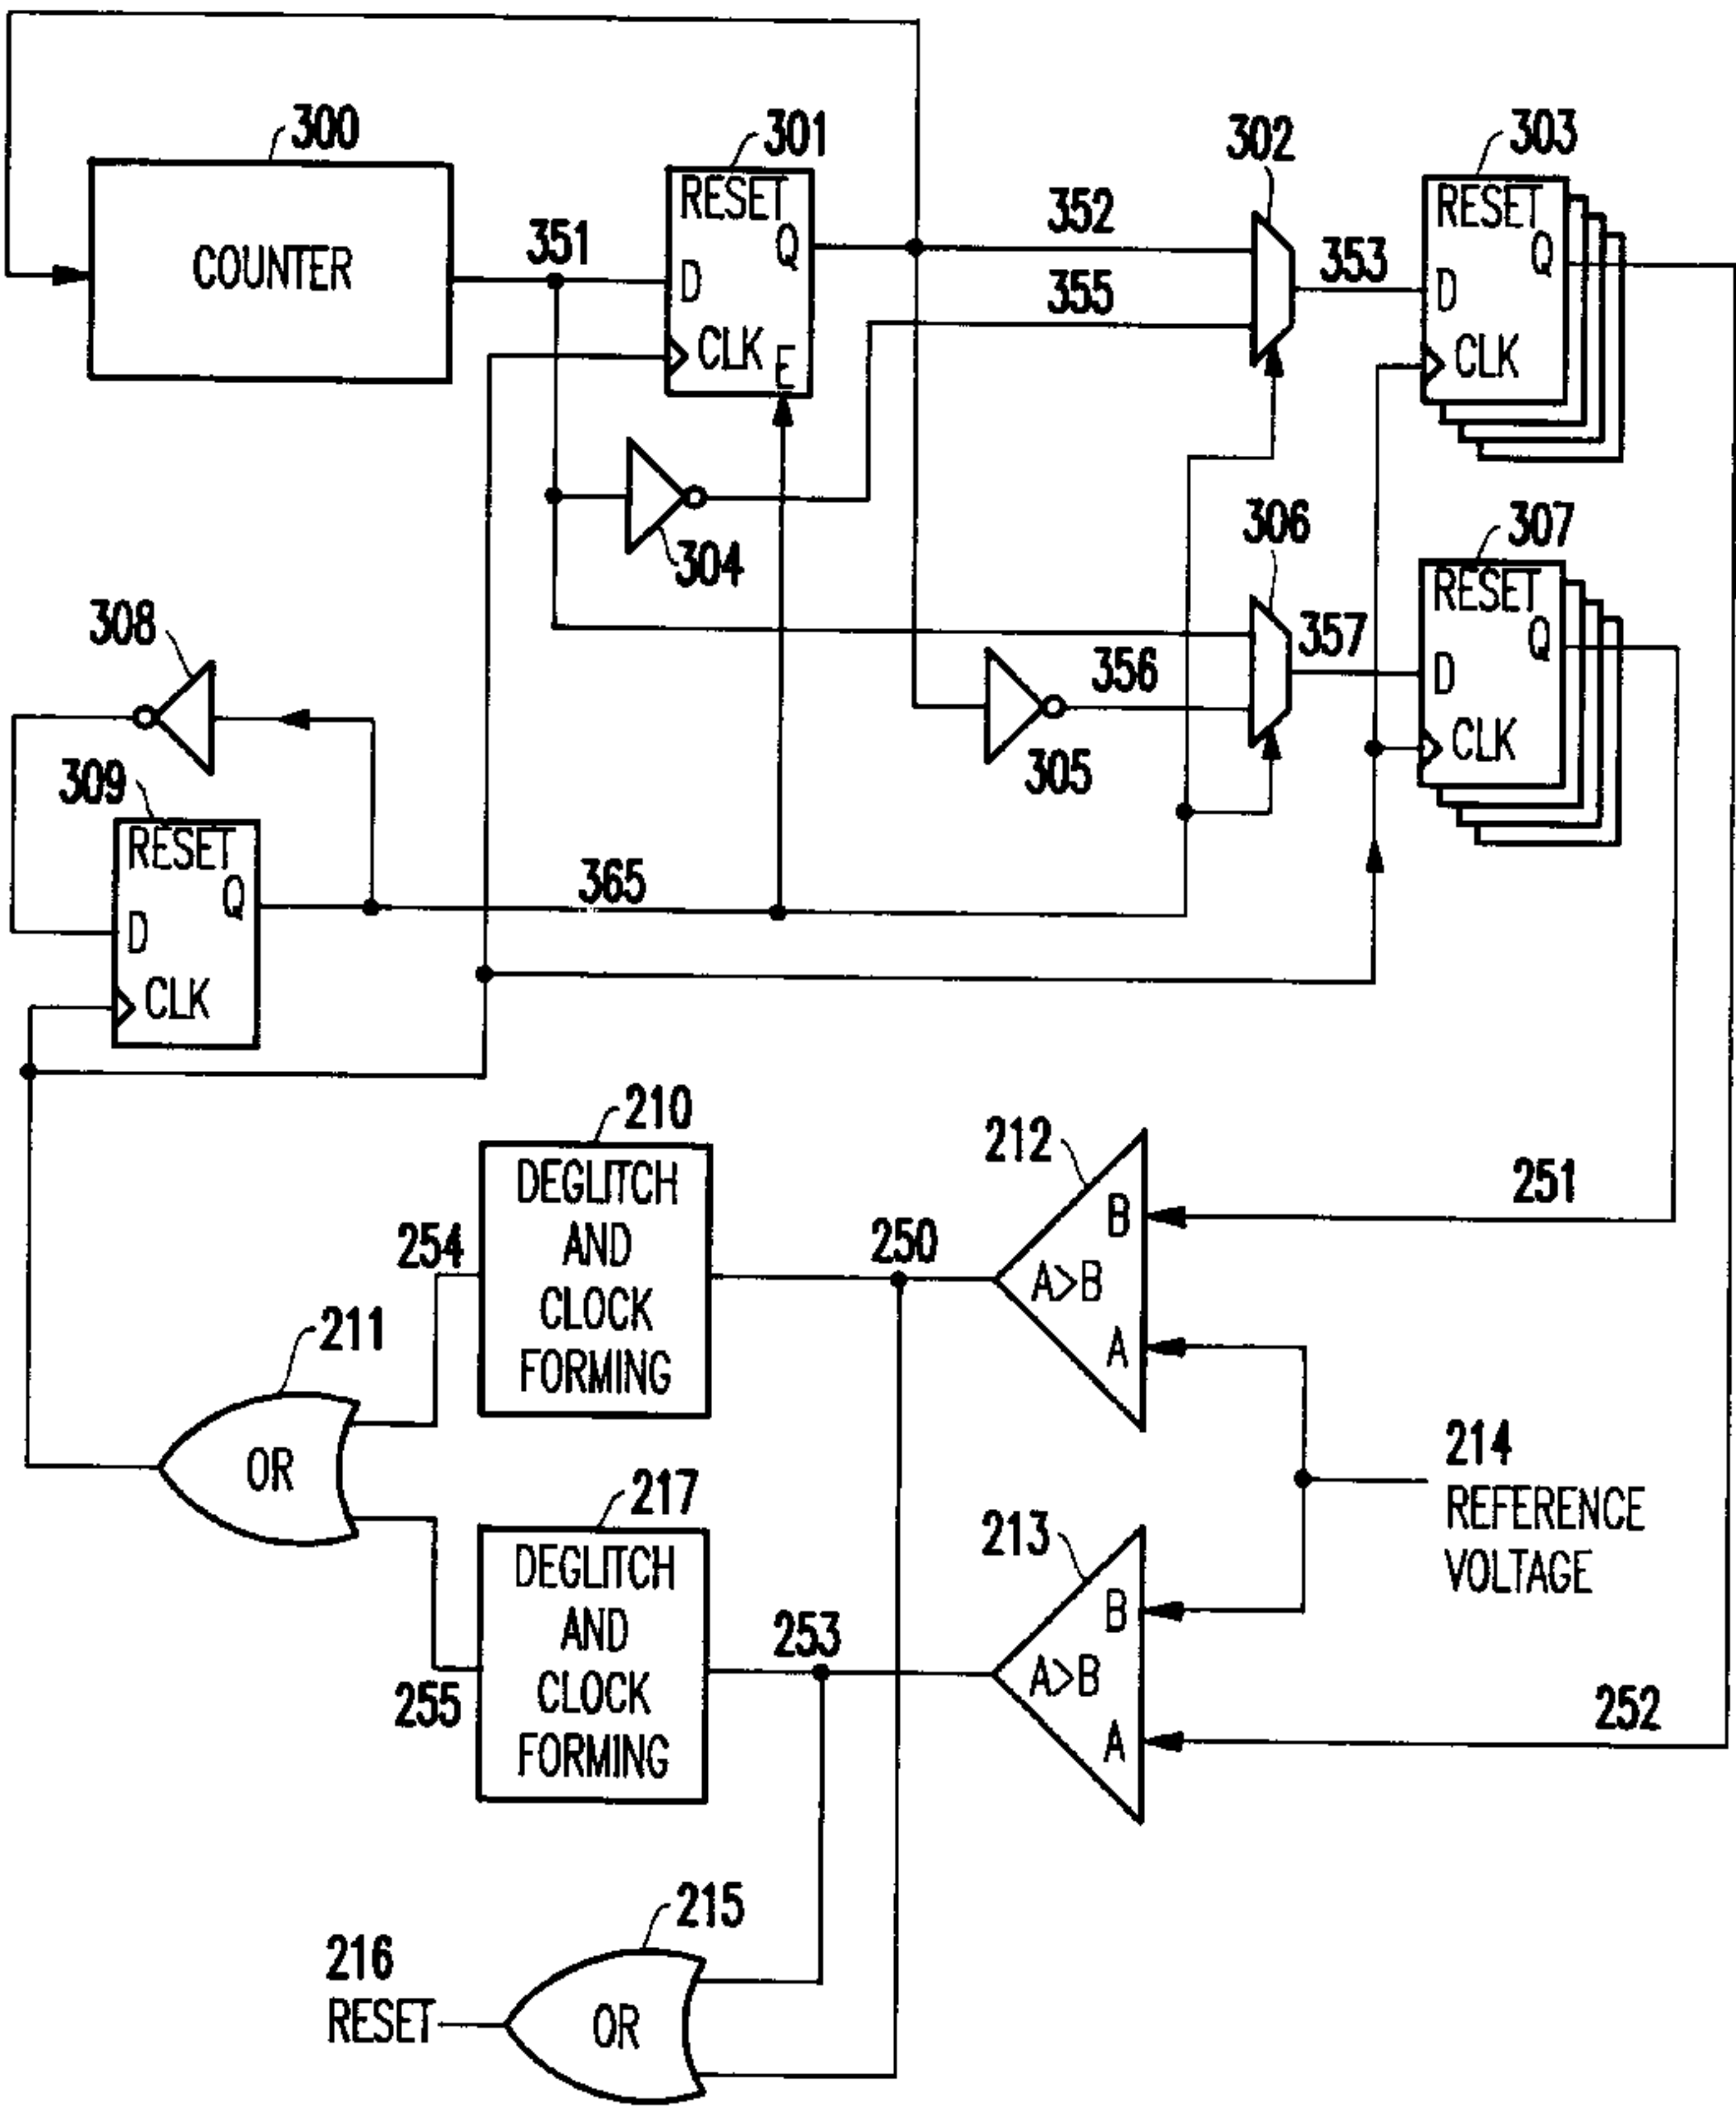 300
301
302
303
RESET
Q
D
CLK
E
RESET
Q
D
CLK
COUNTER
351
352
355
353
304
306
307
RESET
Q
D
CLK
357
356
305
308
309
RESET
Q
D
CLK
365
210
DEGLITCH
AND
CLOCK
FORMING
254
250
212
B
A>B
A
251
211
OR
214
REFERENCE
VOLTAGE
217
DEGLITCH
AND
CLOCK
FORMING
255
253
213
B
A>B
A
252
215
OR
216
RESET